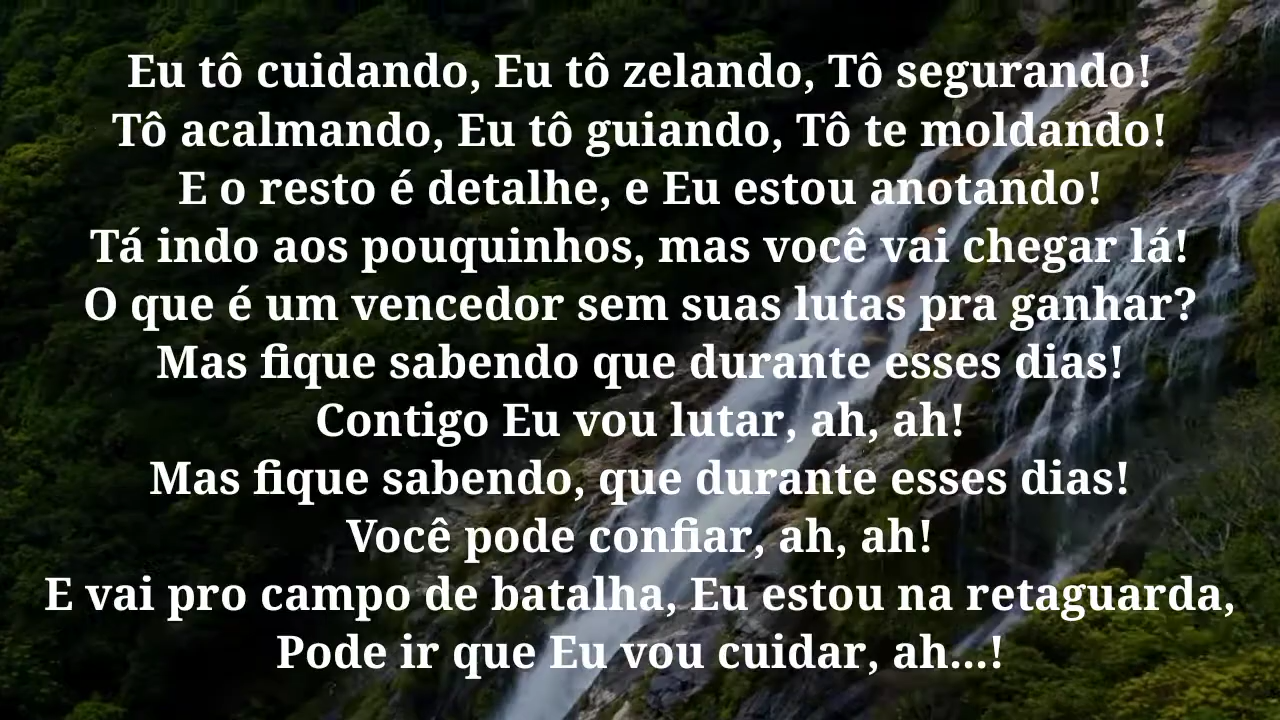 Eu tô cuidando, Eu tô zelando, Tô segurando!
Tô acalmando, Eu tô guiando, Tô te moldando!
E o resto é detalhe, e Eu estou anotando!
Tá indo aos pouquinhos, mas você vai chegar lá!
O que é um vencedor sem suas lutas pra ganhar?
Mas fique sabendo que durante esses dias!
Contigo Eu vou lutar, ah, ah!
Mas fique sabendo, que durante esses dias!
Você pode confiar, ah, ah!
E vai pro campo de batalha, Eu estou na retaguarda,
Pode ir que Eu vou cuidar, ah...!